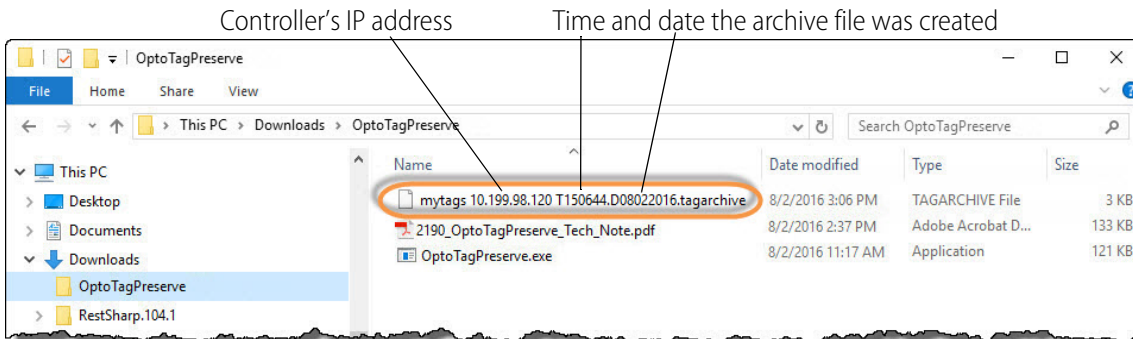 Controller's IP address Time and date the archive file was created
OptoTagPreserve
File Home Share View
This PC > Downloads > OptoTagPreserve Search OptoTagPreserve
Name Date modified Type Size
This PC
mytags 10.199.98.120 T150644.D08022016.tagarchive 8/2/2016 3:06 PM TAGARCHIVE File 3 KB
Desktop
2190_OptoTagPreserve_Tech_Note.pdf 8/2/2016 2:37 PM Adobe Acrobat D... 133 KB
Documents
OptoTagPreserve.exe 8/2/2016 11:17 AM Application 121 KB
Downloads
OptoTagPreserve
RestSharp.104.1